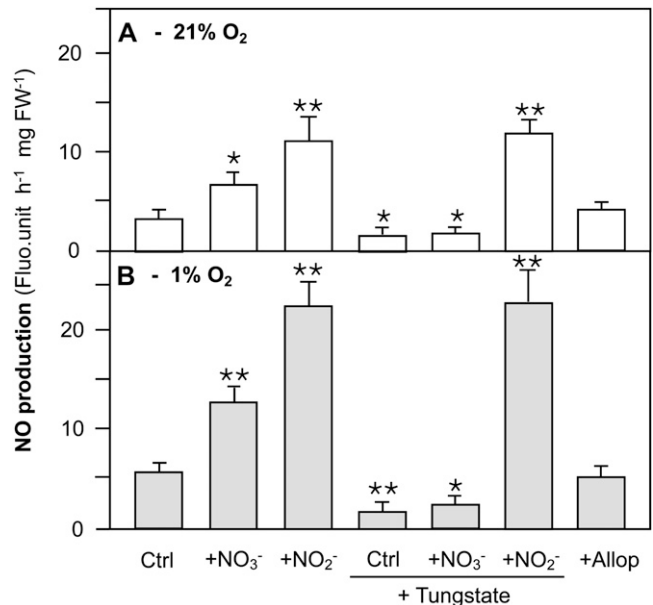 A - 21% O₂
20
10
0
* ** * * **
B - 1% O₂
20
10
0
** ** ** * **
NO production (Fluo.unit h⁻¹ mg FW⁻¹)
Ctrl +NO₃⁻ +NO₂⁻ Ctrl +NO₃⁻ +NO₂⁻ +Allop
+ Tungstate